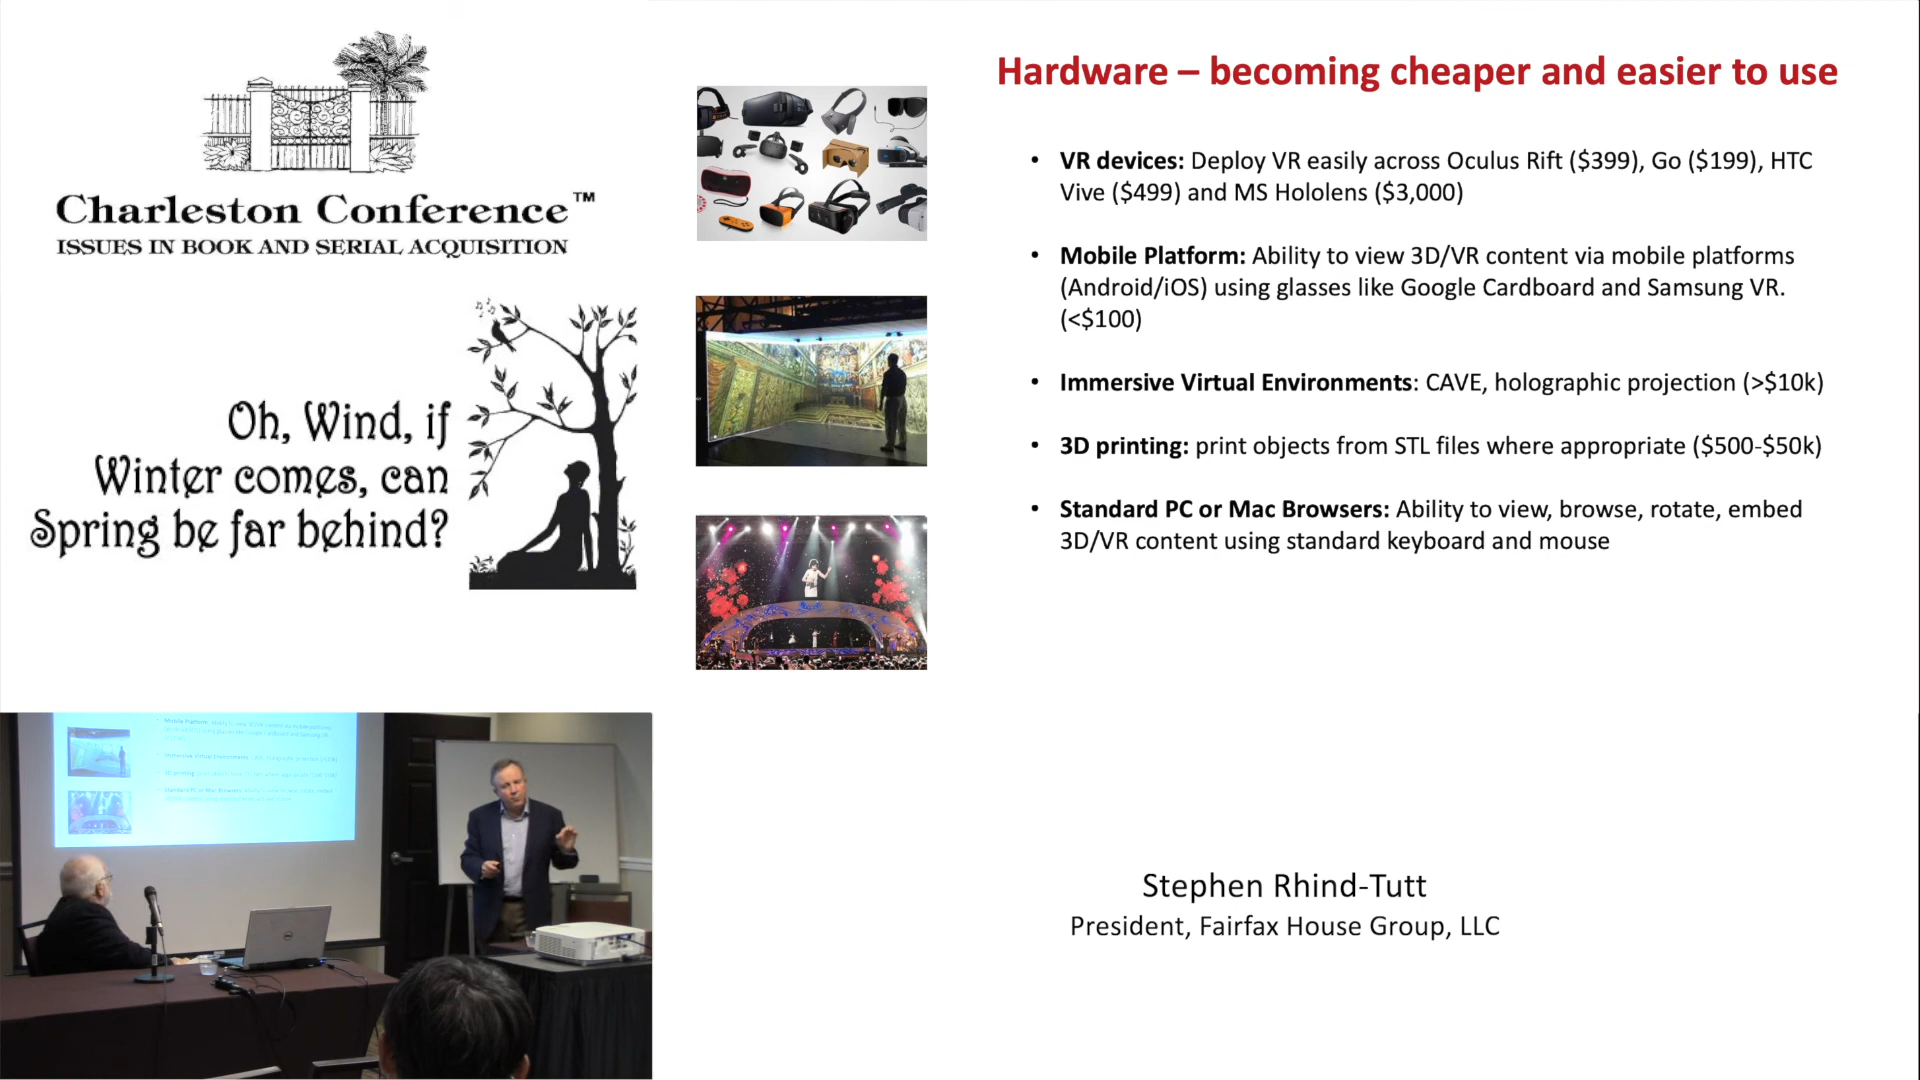 Charleston Conference™
ISSUES IN BOOK AND SERIAL ACQUISITION
Oh, Wind, if
Winter comes, can
Spring be far behind?
Hardware – becoming cheaper and easier to use
• VR devices: Deploy VR easily across Oculus Rift ($399), Go ($199), HTC
Vive ($499) and MS Hololens ($3,000)
• Mobile Platform: Ability to view 3D/VR content via mobile platforms
(Android/iOS) using glasses like Google Cardboard and Samsung VR.
(<$100)
• Immersive Virtual Environments: CAVE, holographic projection (>$10k)
• 3D printing: print objects from STL files where appropriate ($500-$50k)
• Standard PC or Mac Browsers: Ability to view, browse, rotate, embed
3D/VR content using standard keyboard and mouse
Stephen Rhind-Tutt
President, Fairfax House Group, LLC